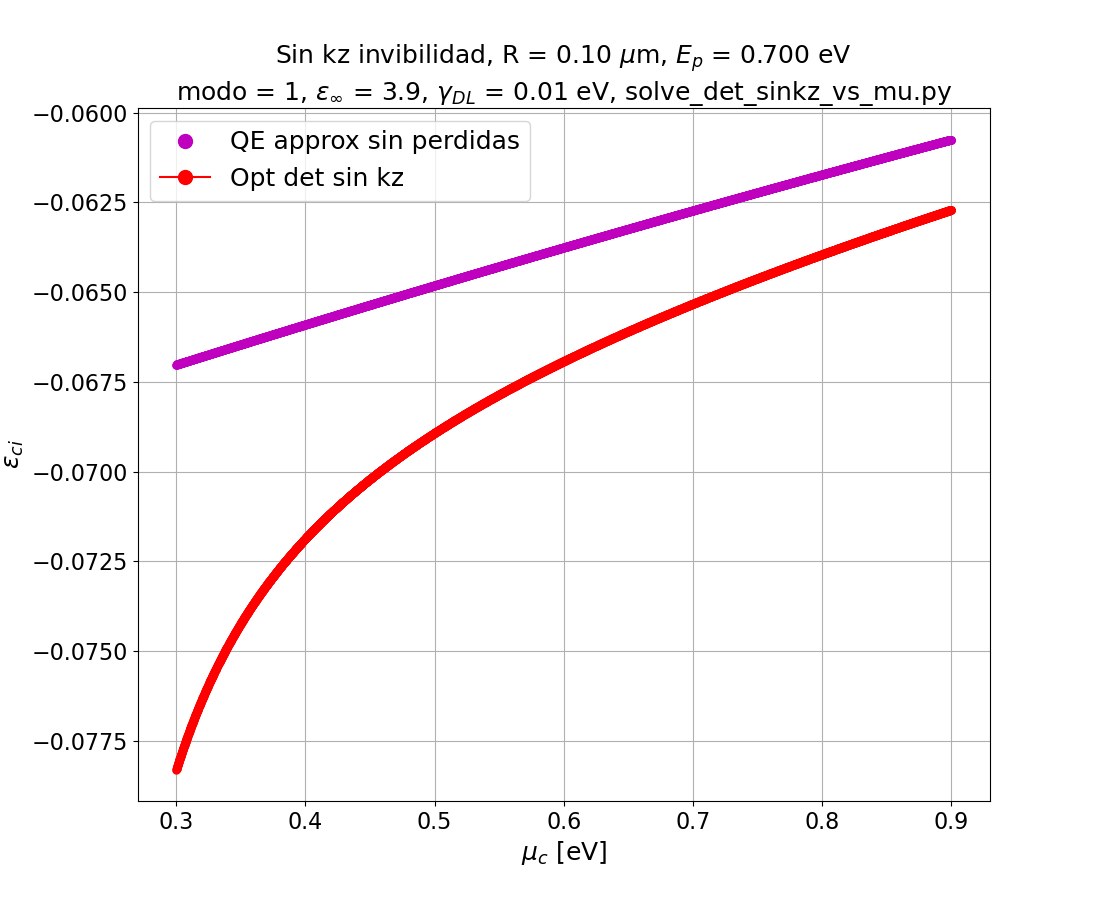 Sin kz invibilidad, R = 0.10 μm, E_p = 0.700 eV
modo = 1, ε_∞ = 3.9, γ_DL = 0.01 eV, solve_det_sinkz_vs_mu.py
QE approx sin perdidas
Opt det sin kz
−0.0600
−0.0625
−0.0650
−0.0675
−0.0700
−0.0725
−0.0750
−0.0775
ε_ci
0.3 0.4 0.5 0.6 0.7 0.8 0.9
μ_c [eV]